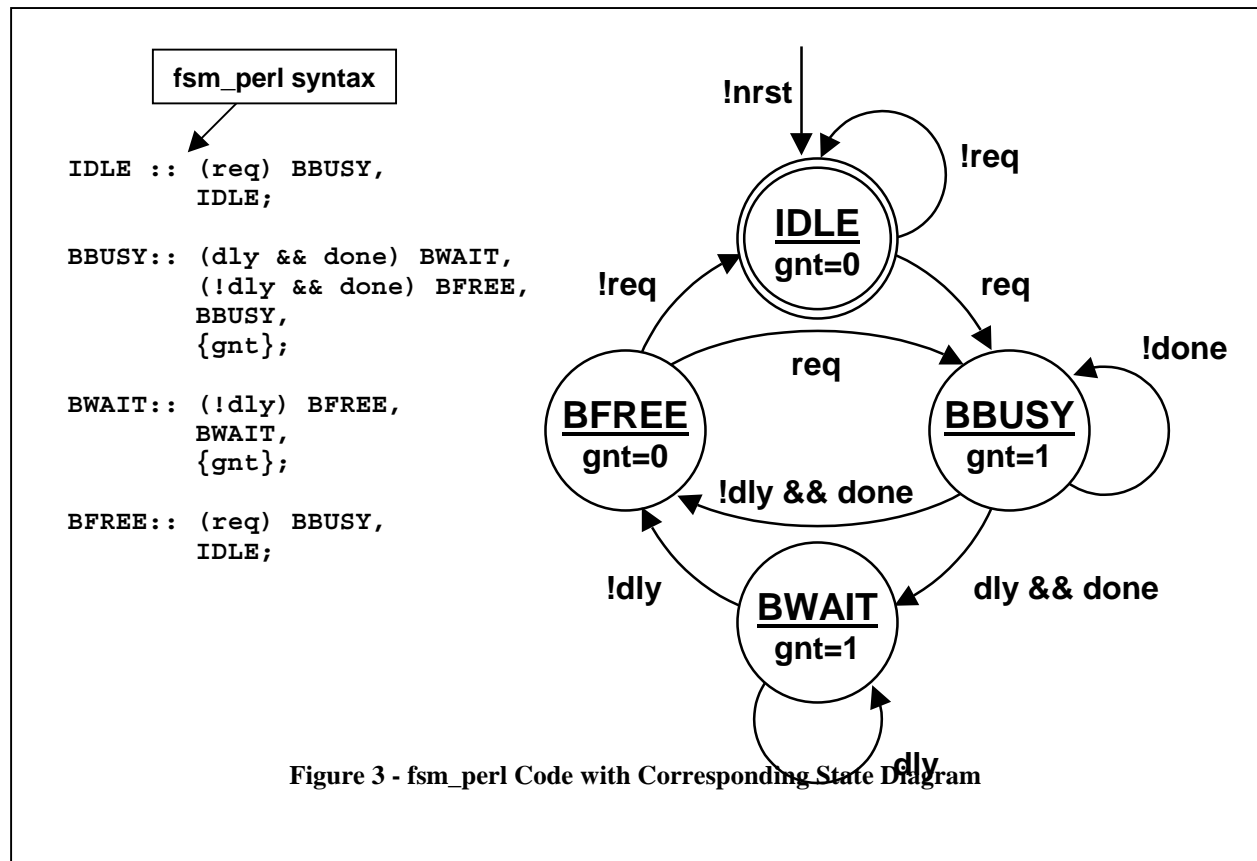 fsm_perl syntax
IDLE :: (req) BBUSY,
IDLE;
BBUSY:: (dly && done) BWAIT,
(!dly && done) BFREE,
BBUSY,
{gnt};
BWAIT:: (!dly) BFREE,
BWAIT,
{gnt};
BFREE:: (req) BBUSY,
IDLE;
!nrst
!req
IDLE
gnt=0
!req
req
req
!done
BFREE
gnt=0
BBUSY
gnt=1
!dly && done
!dly
dly && done
BWAIT
gnt=1
dly
Figure 3 - fsm_perl Code with Corresponding State Diagram